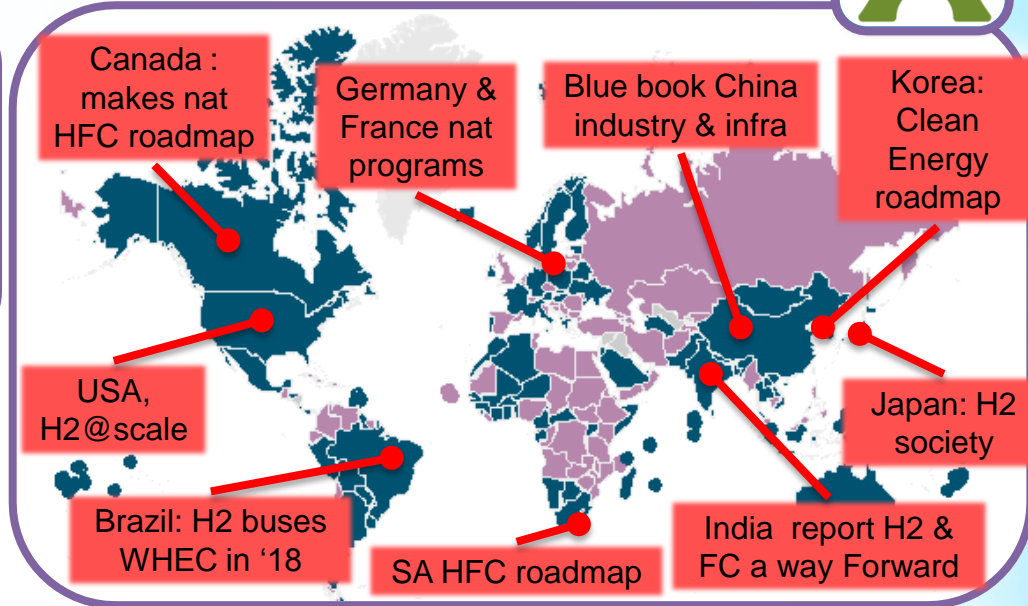 Canada :
makes nat
HFC roadmap
Germany &
France nat
programs
Blue book China
industry & infra
Korea:
Clean
Energy
roadmap
USA,
H2@scale
Japan: H2
society
Brazil: H2 buses
WHEC in ‘18
SA HFC roadmap
India  report H2 &
FC a way Forward